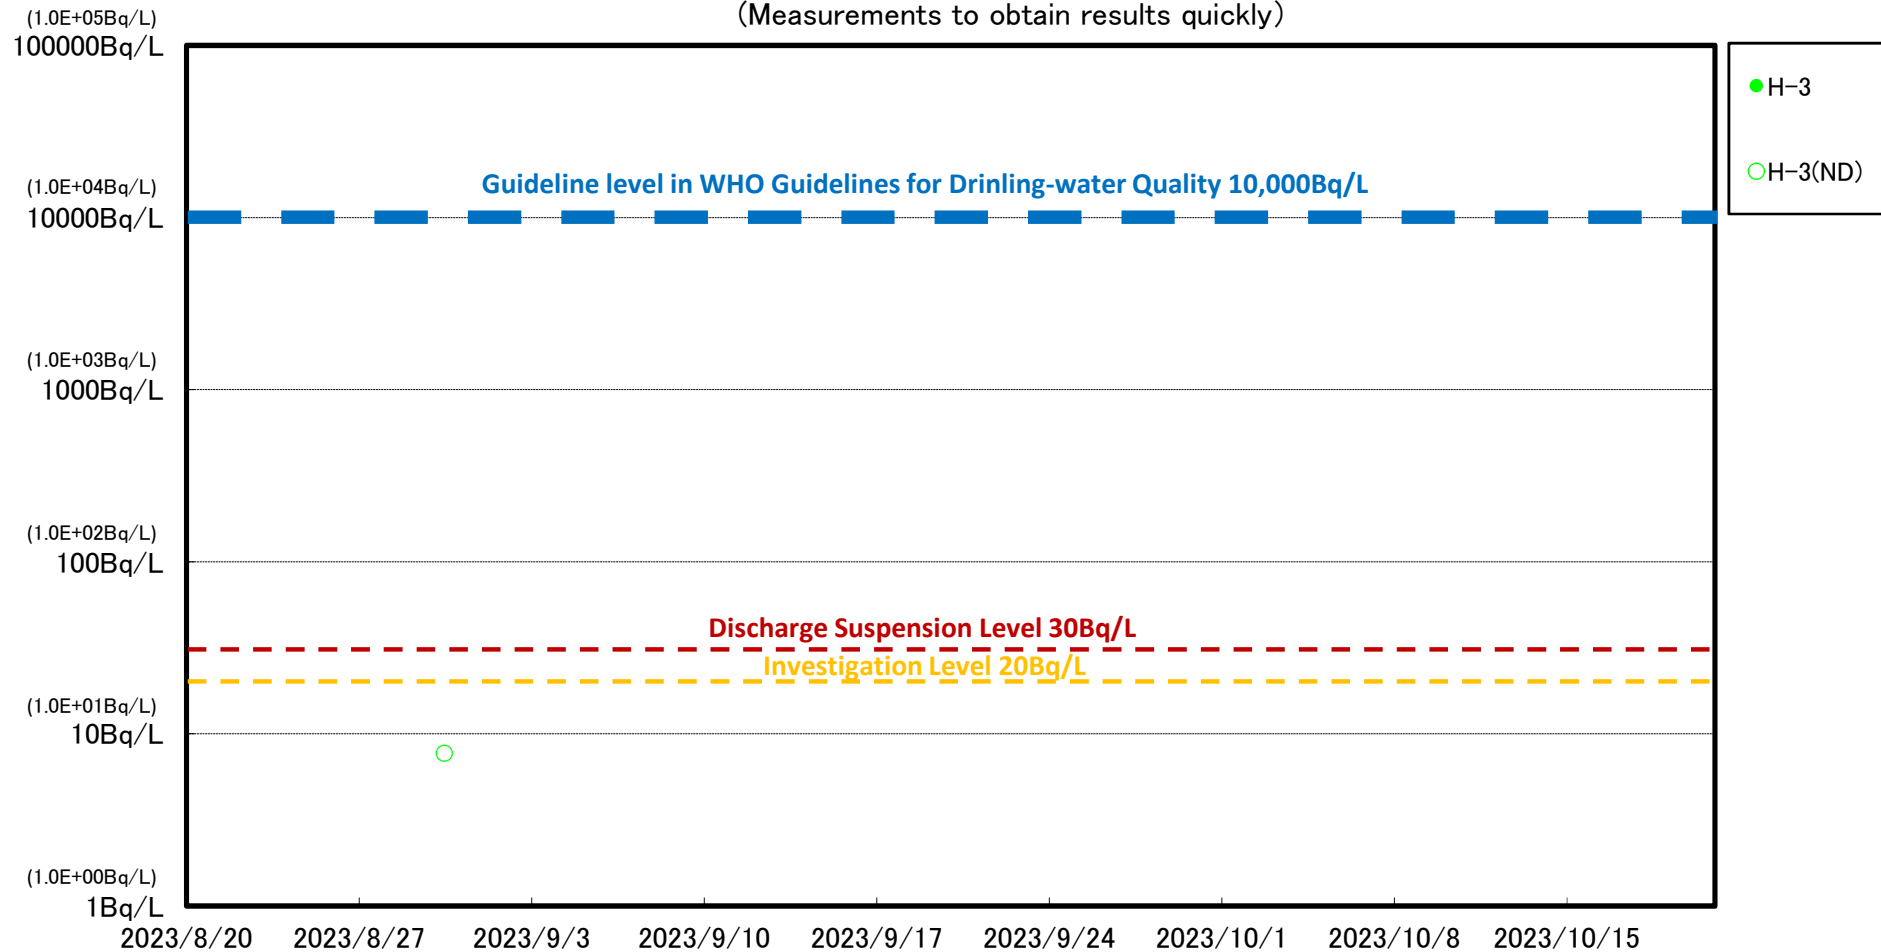 (Measurements to obtain results quickly)
(1.0E+05Bq/L)
100000Bq/L
H-3
H-3(ND)
(1.0E+04Bq/L)
10000Bq/L
Guideline level in WHO Guidelines for Drinling-water Quality 10,000Bq/L
(1.0E+03Bq/L)
1000Bq/L
(1.0E+02Bq/L)
100Bq/L
Discharge Suspension Level 30Bq/L
Investigation Level 20Bq/L
(1.0E+01Bq/L)
10Bq/L
(1.0E+00Bq/L)
1Bq/L
2023/8/20 2023/8/27 2023/9/3 2023/9/10 2023/9/17 2023/9/24 2023/10/1 2023/10/8 2023/10/15